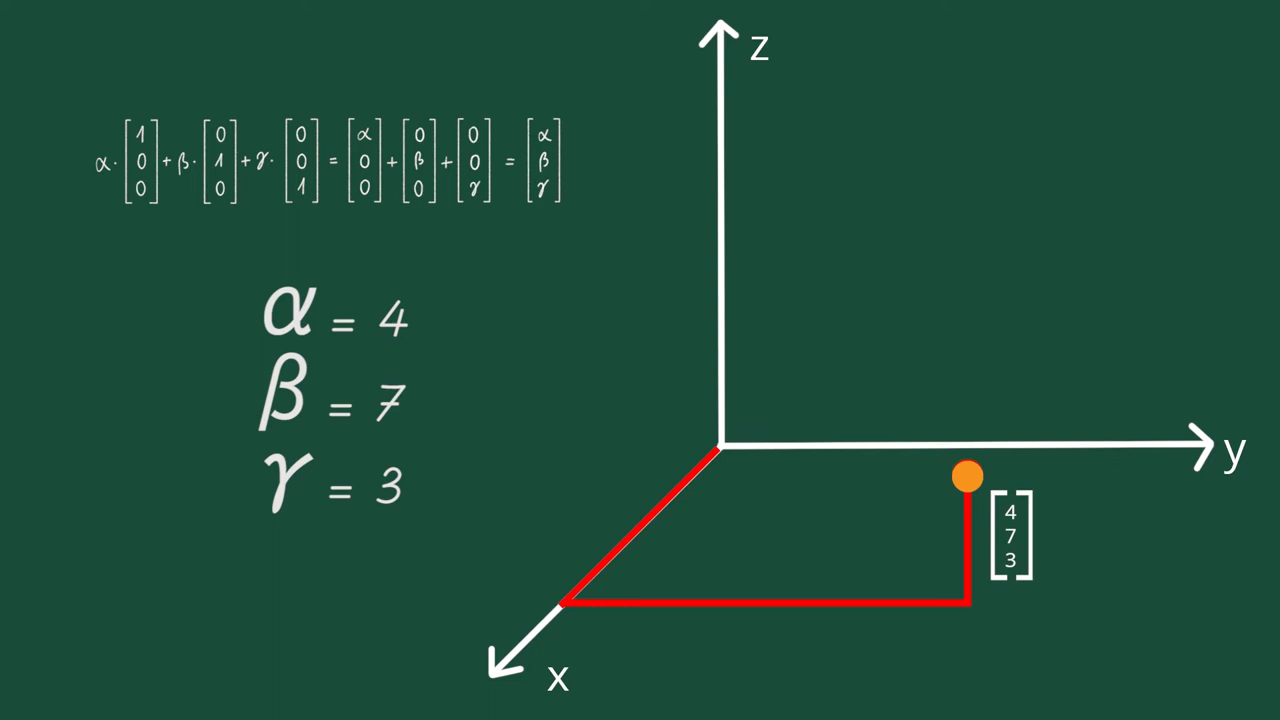 α· [1 0 0] + β· [0 1 0] + γ· [0 0 1] = [α 0 0] + [0 β 0] + [0 0 γ] = [α β γ]
α = 4
β = 7
γ = 3
z
y
4
7
3
x